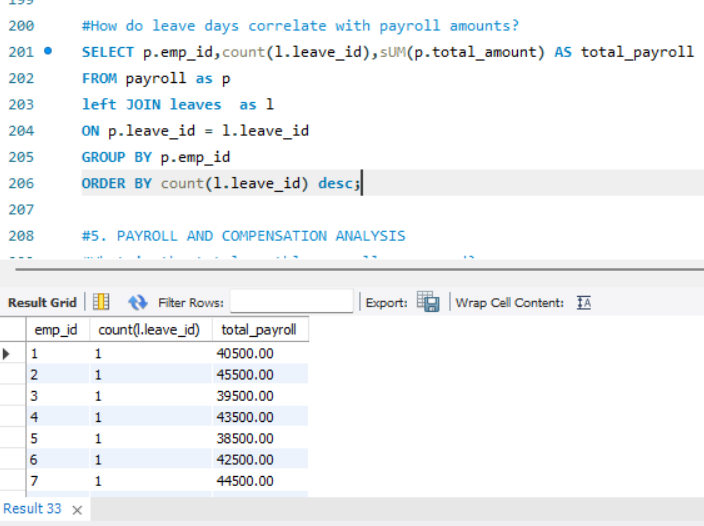 200 #How do leave days correlate with payroll amounts?
201 SELECT p.emp_id,count(l.leave_id),sUM(p.total_amount) AS total_payroll
202 FROM payroll as p
203 left JOIN leaves  as l
204 ON p.leave_id = l.leave_id
205 GROUP BY p.emp_id
206 ORDER BY count(l.leave_id) desc;
207
208 #5. PAYROLL AND COMPENSATION ANALYSIS
Result Grid Filter Rows: Export: Wrap Cell Content: IA
emp_id count(l.leave_id) total_payroll
1 1 40500.00
2 1 45500.00
3 1 39500.00
4 1 43500.00
5 1 38500.00
6 1 42500.00
7 1 44500.00
Result 33 ×